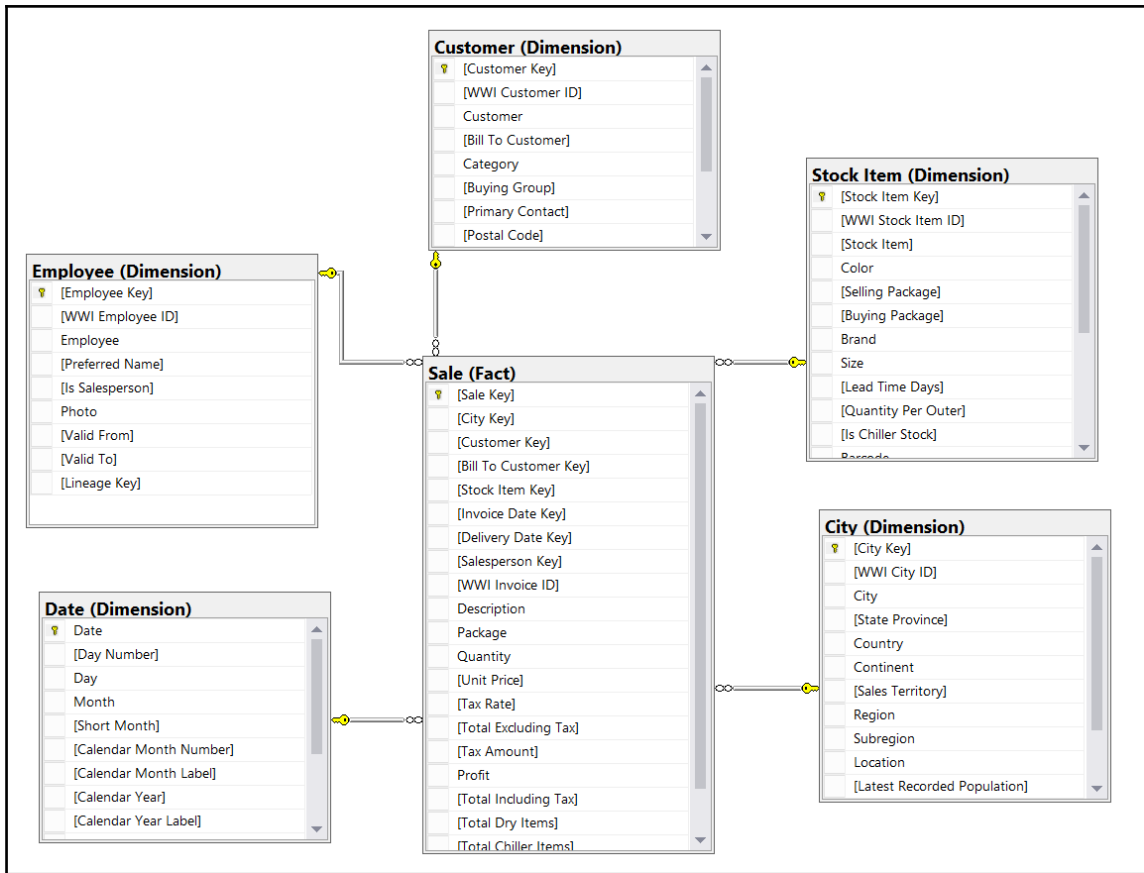 Customer (Dimension)
[Customer Key]
[WWI Customer ID]
Customer
[Bill To Customer]
Category
[Buying Group]
[Primary Contact]
[Postal Code]
Stock Item (Dimension)
[Stock Item Key]
[WWI Stock Item ID]
[Stock Item]
Color
[Selling Package]
[Buying Package]
Brand
Size
[Lead Time Days]
[Quantity Per Outer]
[Is Chiller Stock]
Barcode
Employee (Dimension)
[Employee Key]
[WWI Employee ID]
Employee
[Preferred Name]
[Is Salesperson]
Photo
[Valid From]
[Valid To]
[Lineage Key]
Sale (Fact)
[Sale Key]
[City Key]
[Customer Key]
[Bill To Customer Key]
[Stock Item Key]
[Invoice Date Key]
[Delivery Date Key]
[Salesperson Key]
[WWI Invoice ID]
Description
Package
Quantity
[Unit Price]
[Tax Rate]
[Total Excluding Tax]
[Tax Amount]
Profit
[Total Including Tax]
[Total Dry Items]
[Total Chiller Items]
City (Dimension)
[City Key]
[WWI City ID]
City
[State Province]
Country
Continent
[Sales Territory]
Region
Subregion
Location
[Latest Recorded Population]
Date (Dimension)
Date
[Day Number]
Day
Month
[Short Month]
[Calendar Month Number]
[Calendar Month Label]
[Calendar Year]
[Calendar Year Label]